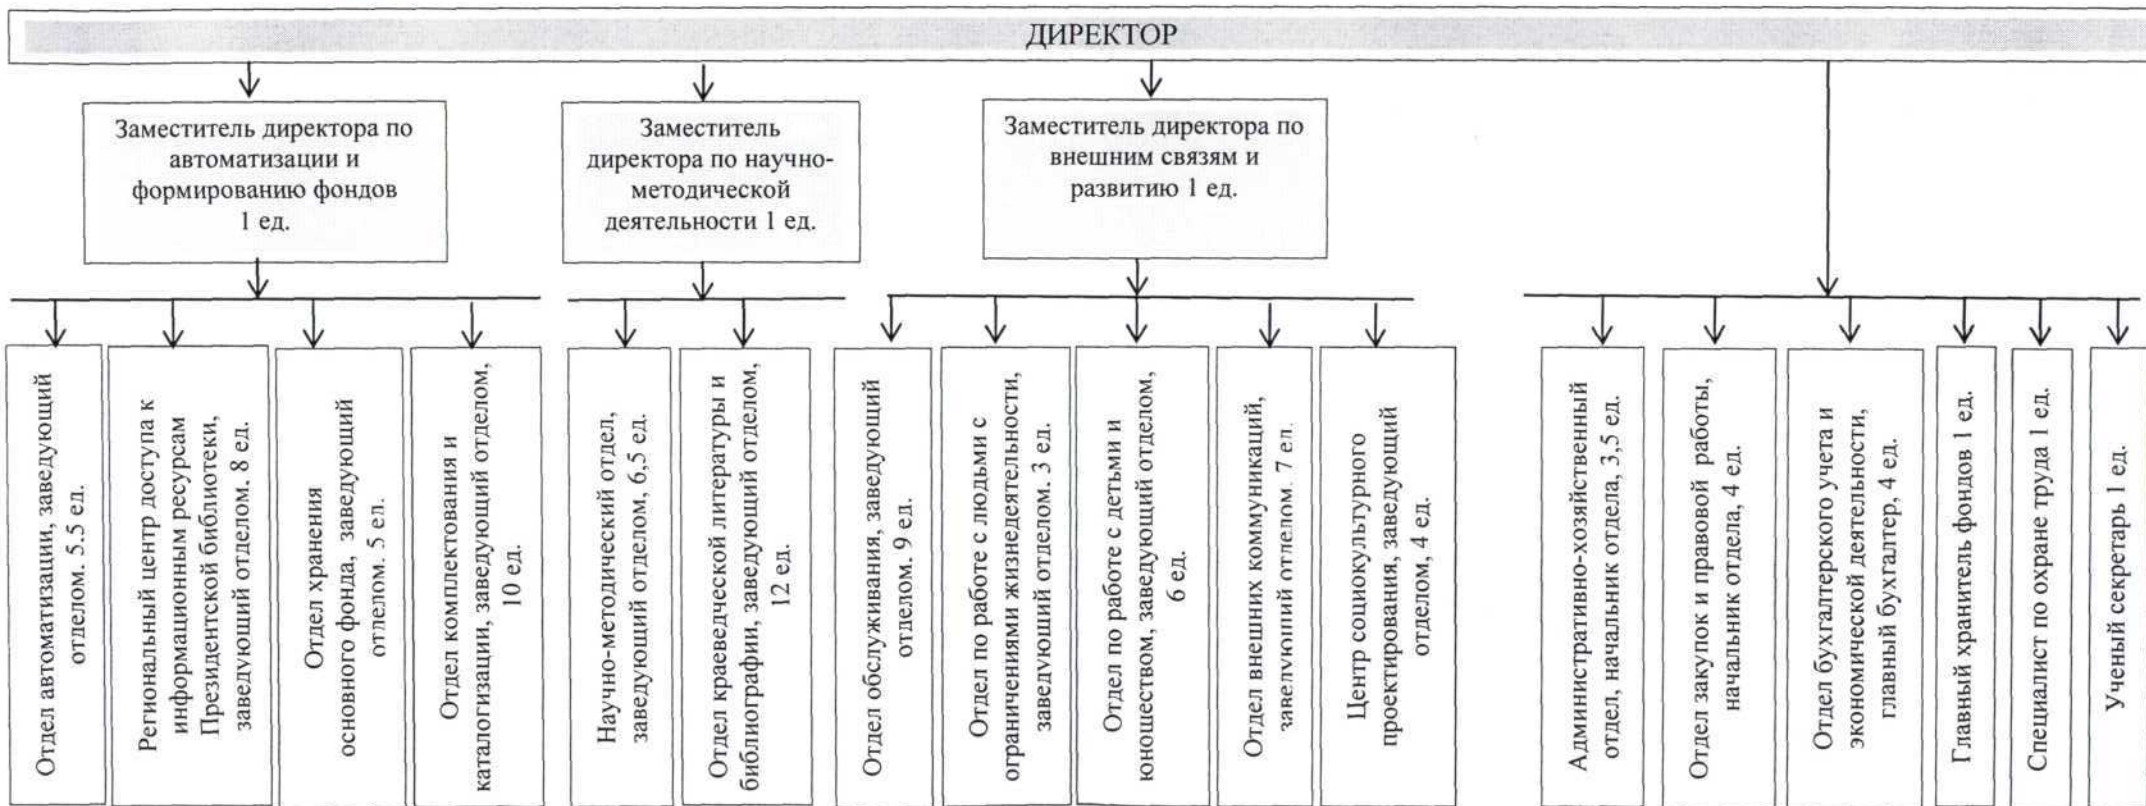 ДИРЕКТОР
Заместитель директора по
автоматизации и
формированию фондов
1 ед.
Заместитель
директора по научно-
методической
деятельности 1 ед.
Заместитель директора по
внешним связям и
развитию 1 ед.
Отдел автоматизации, заведующий
отделом. 5.5 ед.
Региональный центр доступа к
информационным ресурсам
Президентской библиотеки,
заведующий отделом. 8 ед.
Отдел хранения
основного фонда, заведующий
отделом. 5 ед.
Отдел комплектования и
каталогизации, заведующий отделом,
10 ед.
Научно-методический отдел,
заведующий отделом, 6,5 ед.
Отдел краеведческой литературы и
библиографии, заведующий отделом,
12 ед.
Отдел обслуживания, заведующий
отделом. 9 ед.
Отдел по работе с людьми с
ограничениями жизнедеятельности,
заведующий отделом. 3 ед.
Отдел по работе с детьми и
юношеством, заведующий отделом,
6 ед.
Отдел внешних коммуникаций,
заведующий отделом. 7 ед.
Центр социокультурного
проектирования, заведующий
отделом, 4 ед.
Административно-хозяйственный
отдел, начальник отдела, 3,5 ед.
Отдел закупок и правовой работы,
начальник отдела, 4 ед.
Отдел бухгалтерского учета и
экономической деятельности,
главный бухгалтер, 4 ед.
Главный хранитель фондов 1 ед.
Специалист по охране труда 1 ед.
Ученый секретарь 1 ед.